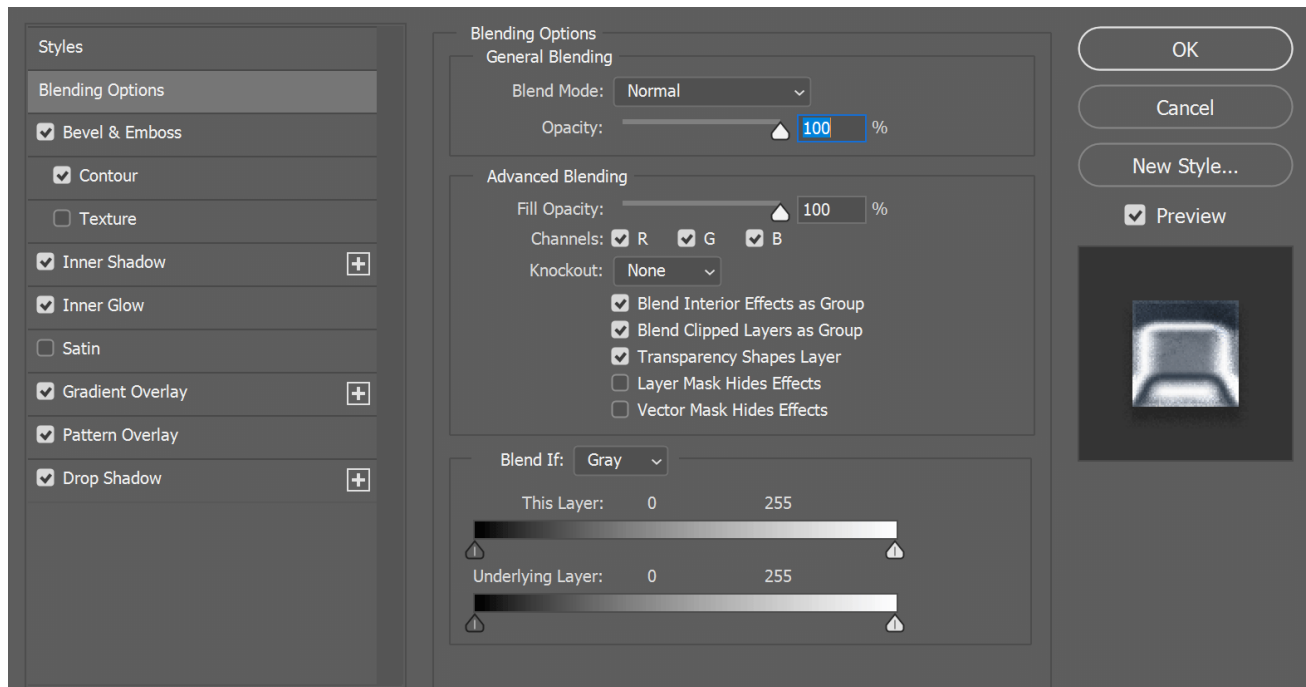 Styles
Blending Options
Bevel & Emboss
Contour
Texture
Inner Shadow
Inner Glow
Satin
Gradient Overlay
Pattern Overlay
Drop Shadow
Blending Options
General Blending
Blend Mode: Normal
Opacity: 100 %
Advanced Blending
Fill Opacity: 100 %
Channels: R G B
Knockout: None
Blend Interior Effects as Group
Blend Clipped Layers as Group
Transparency Shapes Layer
Layer Mask Hides Effects
Vector Mask Hides Effects
Blend If: Gray
This Layer: 0 255
Underlying Layer: 0 255
OK
Cancel
New Style...
Preview